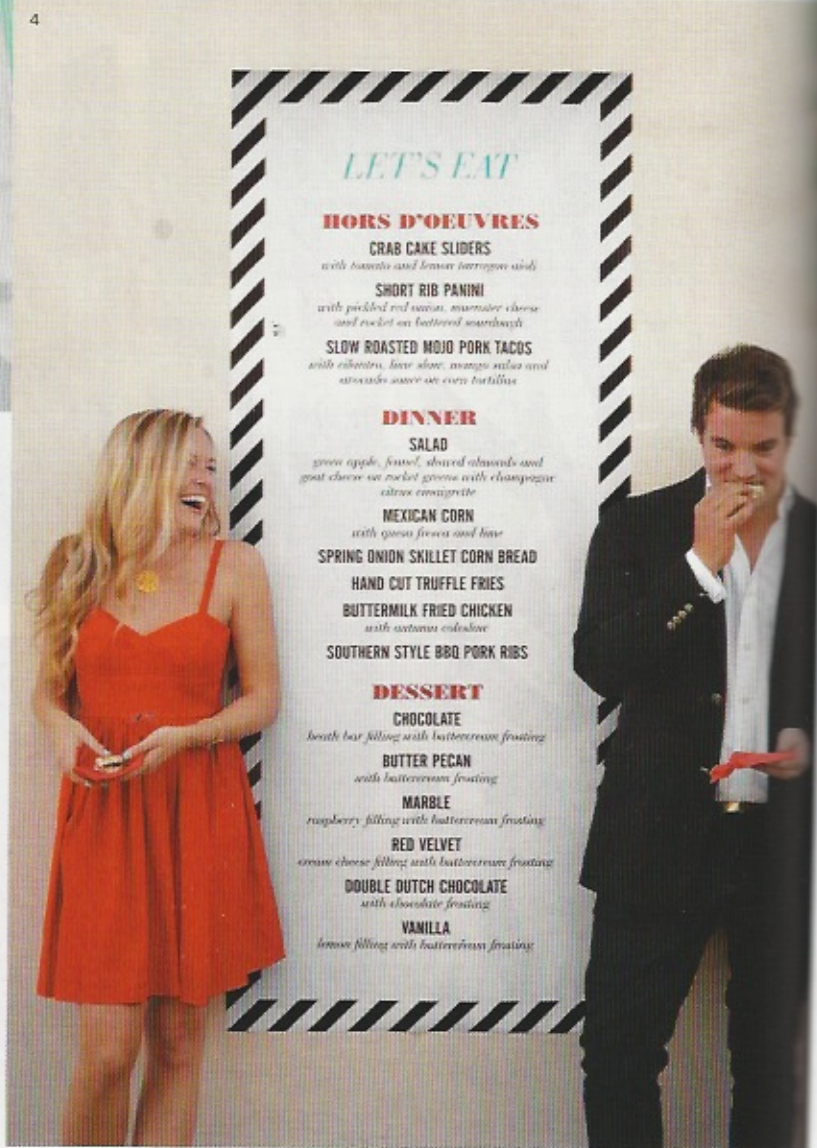 4
LET'S EAT
HORS D'OEUVRES
CRAB CAKE SLIDERS
with tomato and lemon tarragon aioli
SHORT RIB PANINI
with pickled red onion, muenster cheese
and rocket on buttered sourdough
SLOW ROASTED MOJO PORK TACOS
with cilantro, lime slaw, mango salsa and
avocado sauce on corn tortillas
DINNER
SALAD
green apple, fennel, shaved almonds and
goat cheese on rocket greens with champagne
citrus vinaigrette
MEXICAN CORN
with queso fresca and lime
SPRING ONION SKILLET CORN BREAD
HAND CUT TRUFFLE FRIES
BUTTERMILK FRIED CHICKEN
with autumn coleslaw
SOUTHERN STYLE BBQ PORK RIBS
DESSERT
CHOCOLATE
heath bar filling with buttercream frosting
BUTTER PECAN
with buttercream frosting
MARBLE
raspberry filling with buttercream frosting
RED VELVET
cream cheese filling with buttercream frosting
DOUBLE DUTCH CHOCOLATE
with chocolate frosting
VANILLA
lemon filling with buttercream frosting